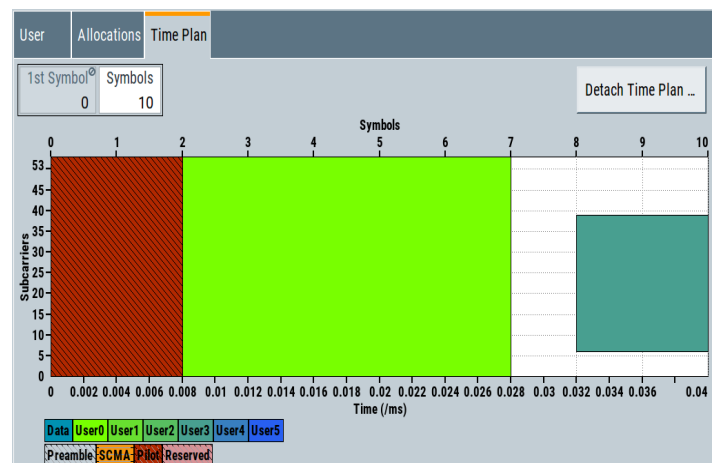 User Allocations Time Plan
1st Symbol Symbols
0 10
Detach Time Plan ...
Symbols
0 1 2 3 4 5 6 7 8 9 10
Subcarriers
53
45
40
35
30
25
20
15
10
5
0
0 0.002 0.004 0.006 0.008 0.01 0.012 0.014 0.016 0.018 0.02 0.022 0.024 0.026 0.028 0.03 0.032 0.034 0.036 0.04
Time (/ms)
Data User0 User1 User2 User3 User4 User5
Preamble SCMA Pilot Reserved